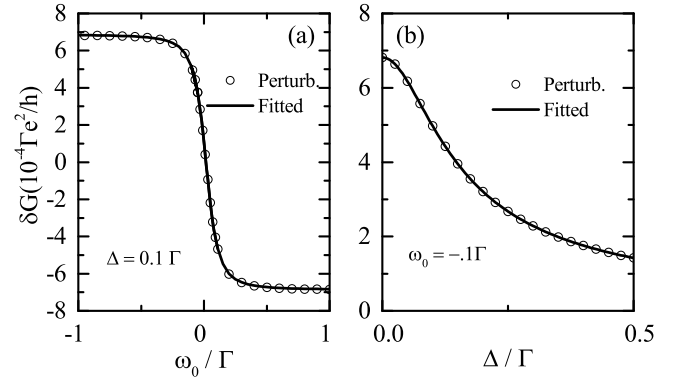 8
6
4
2
0
-2
-4
-6
-8
δG(10⁻⁴Γe²/h)
(a)
Perturb.
Fitted
Δ = 0.1 Γ
-1
0
1
ω₀ / Γ
8
6
4
2
0
(b)
Perturb.
Fitted
ω₀ = −.1Γ
0.0
0.5
Δ / Γ